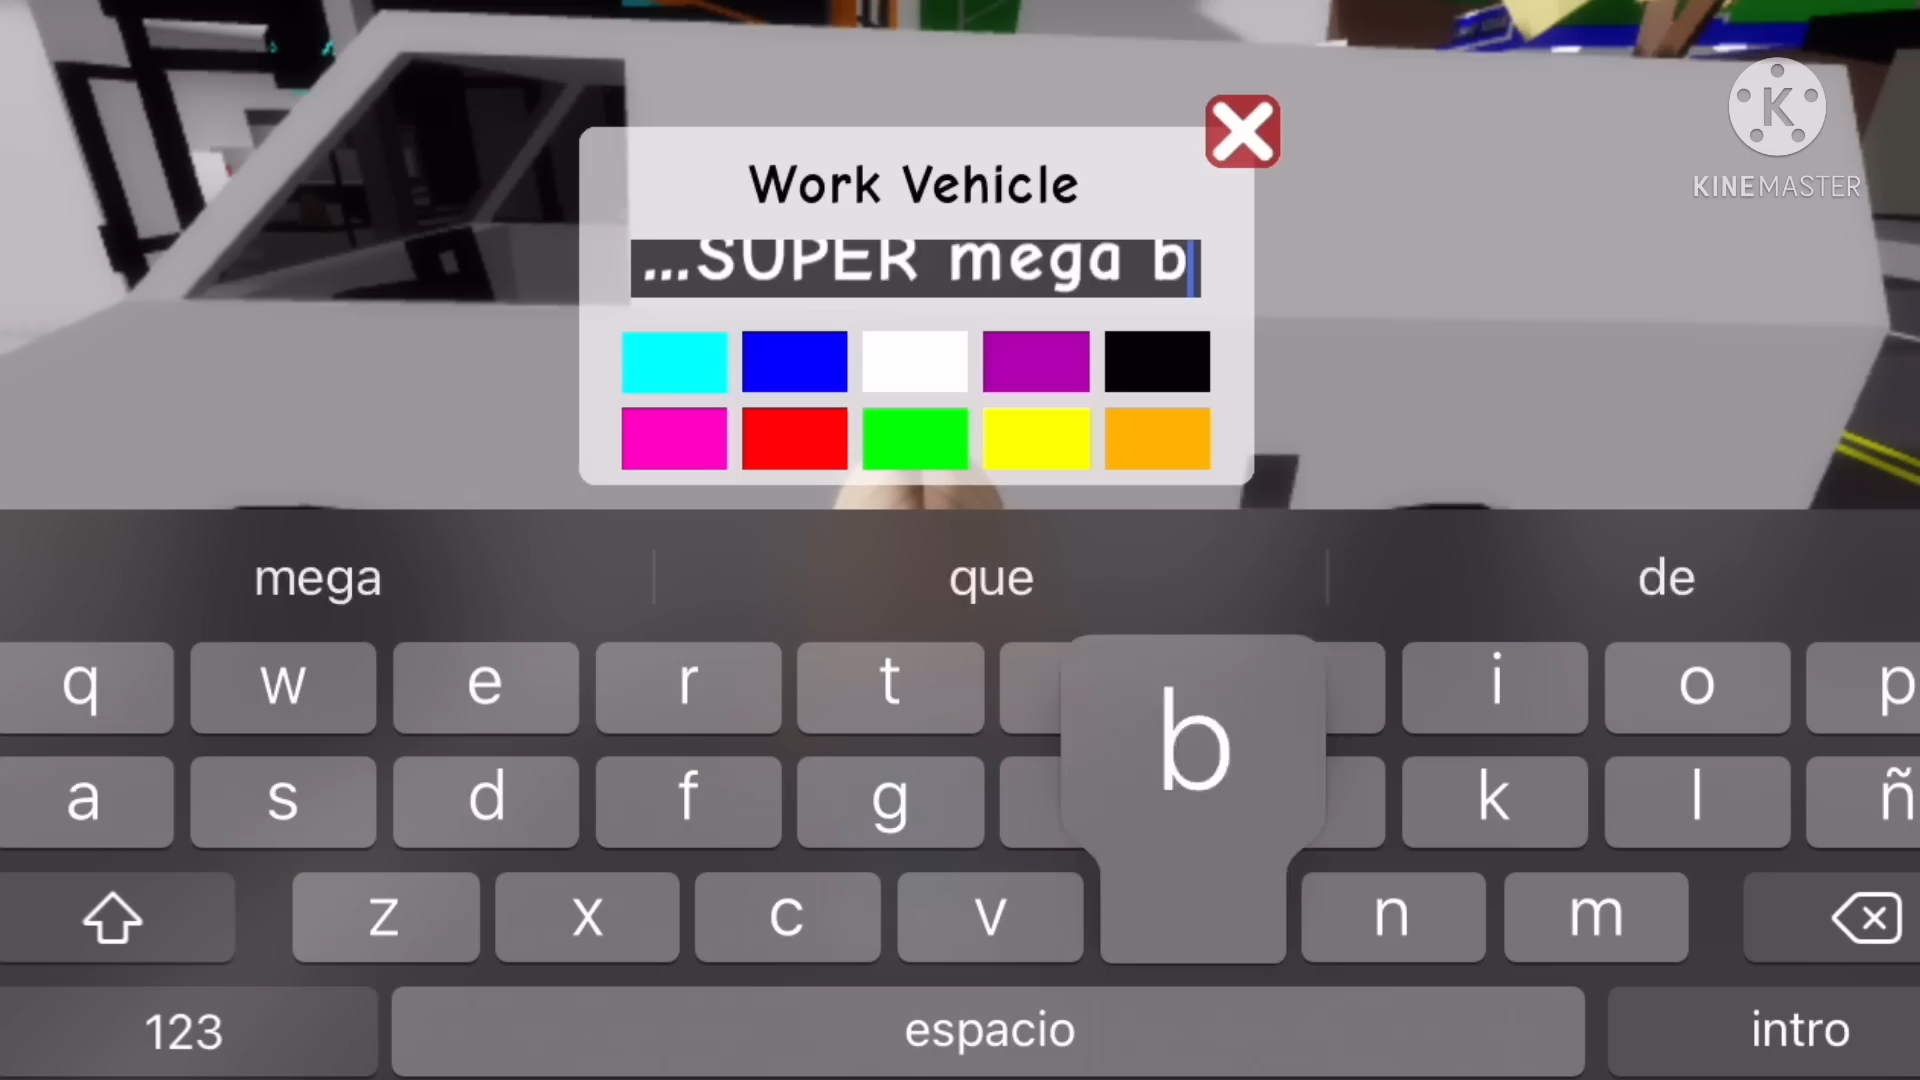 K
KINEMASTER
Work Vehicle
...SUPER mega b
mega que de
q w e r t i o p
b
a s d f g k l ñ
z x c v n m
123 espacio intro